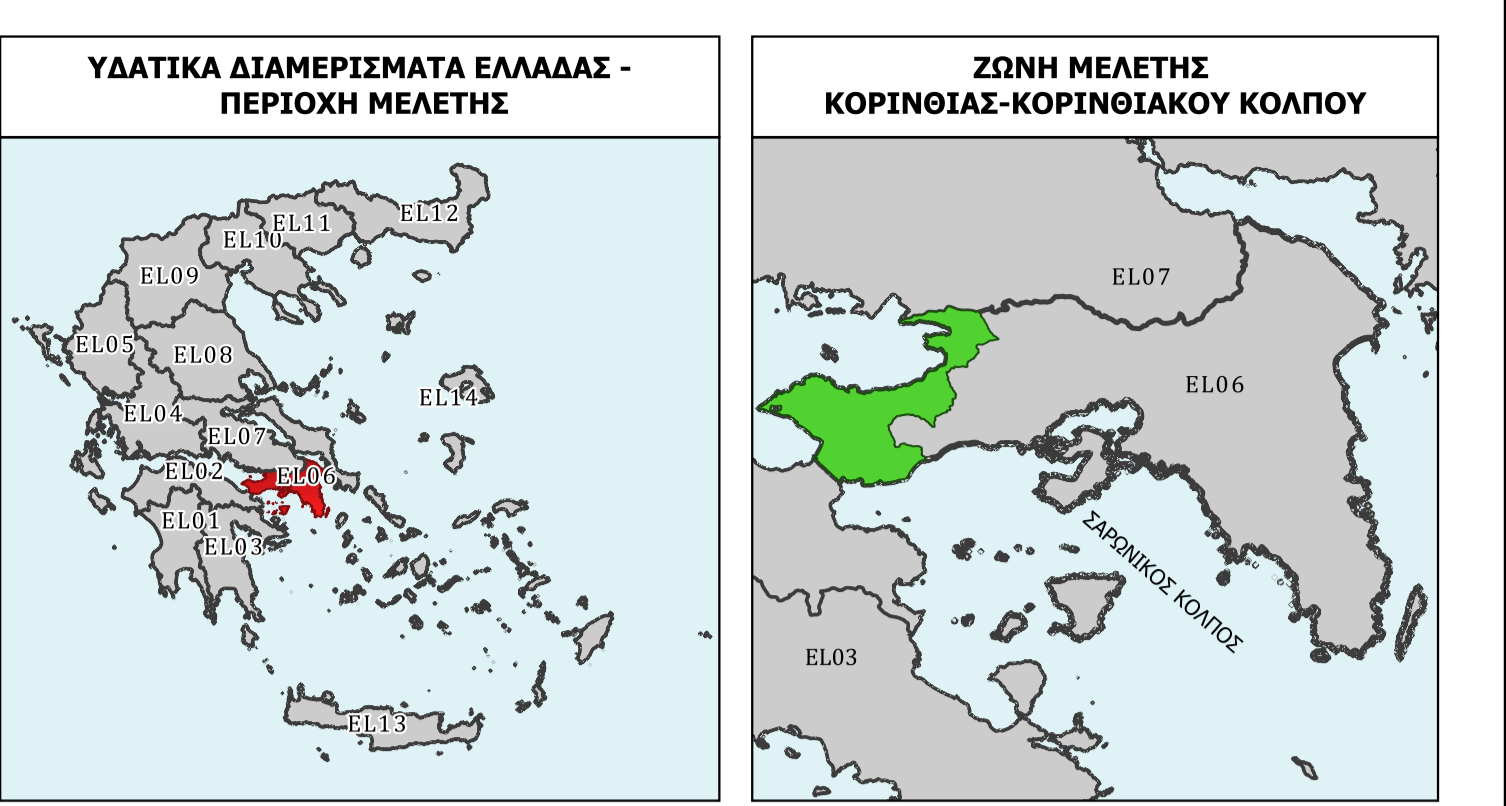 ΥΔΑΤΙΚΑ ΔΙΑΜΕΡΙΣΜΑΤΑ ΕΛΛΑΔΑΣ -
ΠΕΡΙΟΧΗ ΜΕΛΕΤΗΣ
EL12
EL11
EL10
EL09
EL05
EL08
EL14
EL04
EL07
EL02
EL06
EL01
EL03
EL13
ΖΩΝΗ ΜΕΛΕΤΗΣ
ΚΟΡΙΝΘΙΑΣ-ΚΟΡΙΝΘΙΑΚΟΥ ΚΟΛΠΟΥ
EL07
EL06
ΣΑΡΩΝΙΚΟΣ ΚΟΛΠΟΣ
EL03